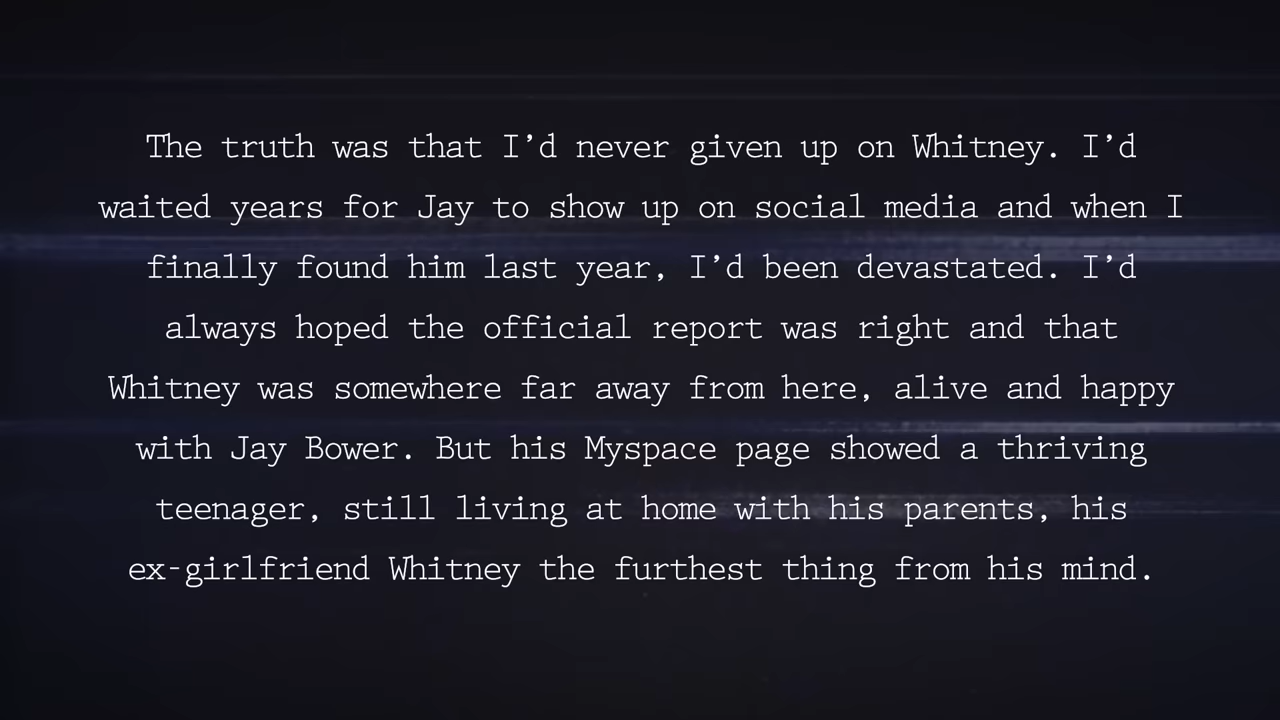 The truth was that I’d never given up on Whitney. I’d
waited years for Jay to show up on social media and when I
finally found him last year, I’d been devastated. I’d
always hoped the official report was right and that
Whitney was somewhere far away from here, alive and happy
with Jay Bower. But his Myspace page showed a thriving
teenager, still living at home with his parents, his
ex-girlfriend Whitney the furthest thing from his mind.